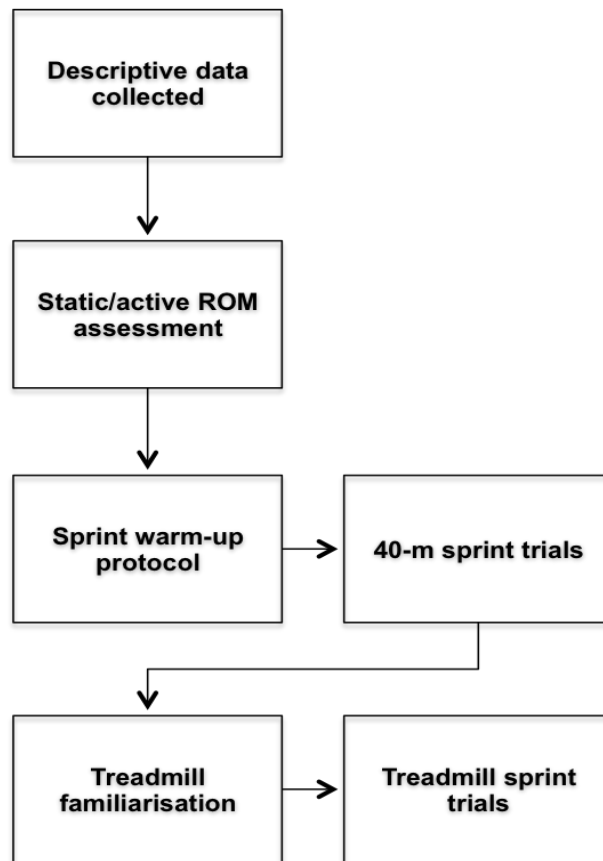 Descriptive data
collected
Static/active ROM
assessment
Sprint warm-up
protocol
40-m sprint trials
Treadmill
familiarisation
Treadmill sprint
trials